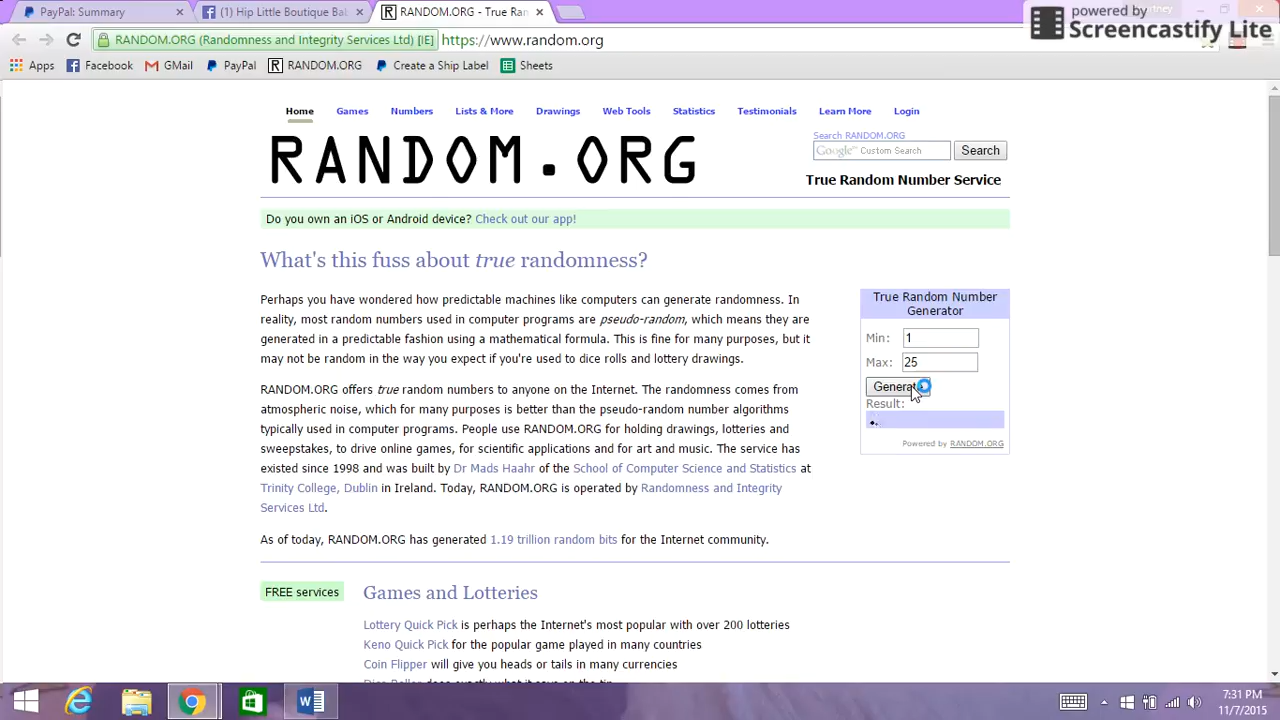 PayPal: Summary × (1) Hip Little Boutique Bab × RANDOM.ORG - True Ran ×
powered by
Screencastify Lite
RANDOM.ORG (Randomness and Integrity Services Ltd) [IE] https://www.random.org
Apps Facebook GMail PayPal RANDOM.ORG Create a Ship Label Sheets
Home Games Numbers Lists & More Drawings Web Tools Statistics Testimonials Learn More Login
RANDOM.ORG
Search RANDOM.ORG
Google™ Custom Search Search
True Random Number Service
Do you own an iOS or Android device? Check out our app!
What's this fuss about true randomness?
Perhaps you have wondered how predictable machines like computers can generate randomness. In
reality, most random numbers used in computer programs are pseudo-random, which means they are
generated in a predictable fashion using a mathematical formula. This is fine for many purposes, but it
may not be random in the way you expect if you're used to dice rolls and lottery drawings.
RANDOM.ORG offers true random numbers to anyone on the Internet. The randomness comes from
atmospheric noise, which for many purposes is better than the pseudo-random number algorithms
typically used in computer programs. People use RANDOM.ORG for holding drawings, lotteries and
sweepstakes, to drive online games, for scientific applications and for art and music. The service has
existed since 1998 and was built by Dr Mads Haahr of the School of Computer Science and Statistics at
Trinity College, Dublin in Ireland. Today, RANDOM.ORG is operated by Randomness and Integrity
Services Ltd.
As of today, RANDOM.ORG has generated 1.19 trillion random bits for the Internet community.
True Random Number
Generator
Min: 1
Max: 25
Generate
Result:
Powered by RANDOM.ORG
FREE services
Games and Lotteries
Lottery Quick Pick is perhaps the Internet's most popular with over 200 lotteries
Keno Quick Pick for the popular game played in many countries
Coin Flipper will give you heads or tails in many currencies
Dice Roller does exactly what it says on the tin
7:31 PM
11/7/2015